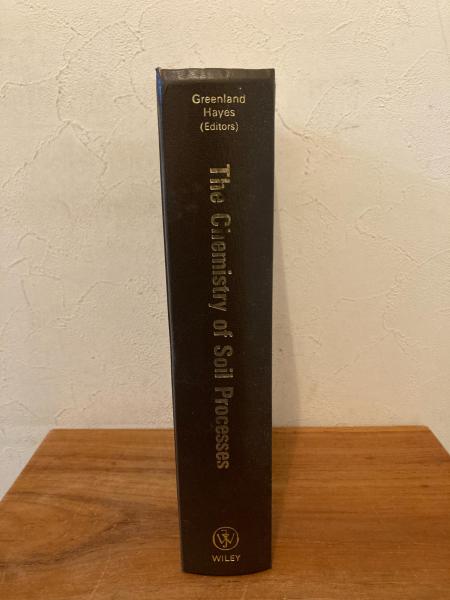 Greenland
Hayes
(Editors)
The Chemistry of Soil Processes
WILEY